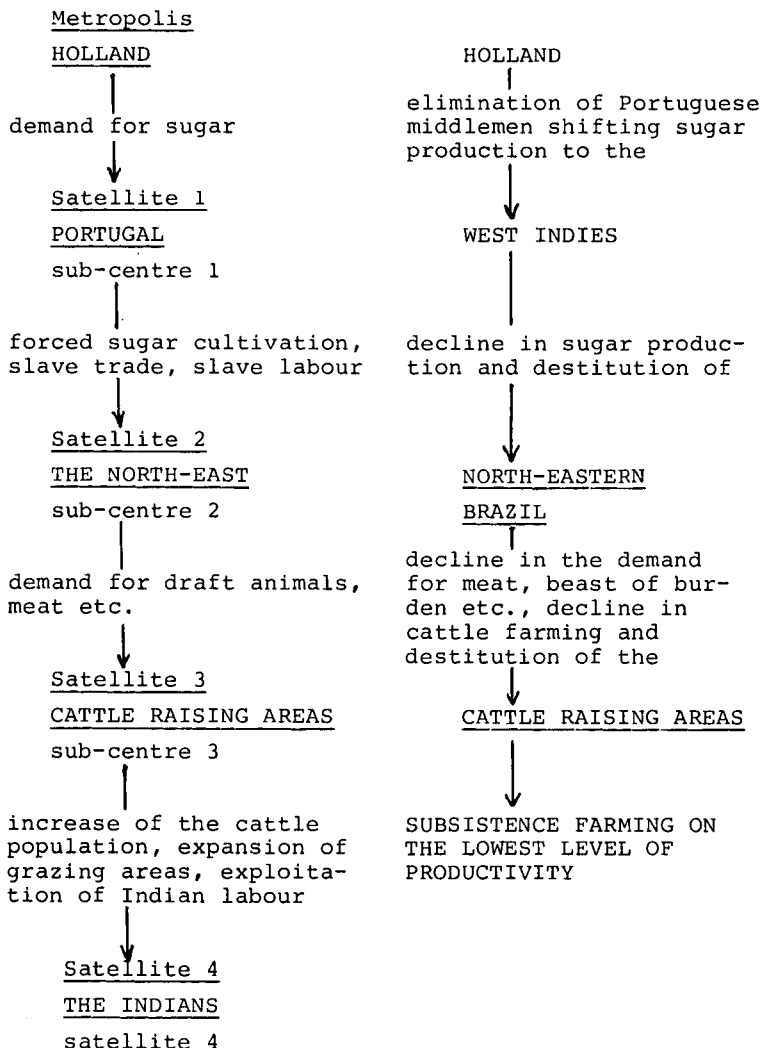 Metropolis
HOLLAND
demand for sugar
Satellite 1
PORTUGAL
sub-centre 1
forced sugar cultivation,
slave trade, slave labour
Satellite 2
THE NORTH-EAST
sub-centre 2
demand for draft animals,
meat etc.
Satellite 3
CATTLE RAISING AREAS
sub-centre 3
increase of the cattle
population, expansion of
grazing areas, exploita-
tion of Indian labour
Satellite 4
THE INDIANS
satellite 4
HOLLAND
elimination of Portuguese
middlemen shifting sugar
production to the
WEST INDIES
decline in sugar produc-
tion and destitution of
NORTH-EASTERN
BRAZIL
decline in the demand
for meat, beast of bur-
den etc., decline in
cattle farming and
destitution of the
CATTLE RAISING AREAS
SUBSISTENCE FARMING ON
THE LOWEST LEVEL OF
PRODUCTIVITY